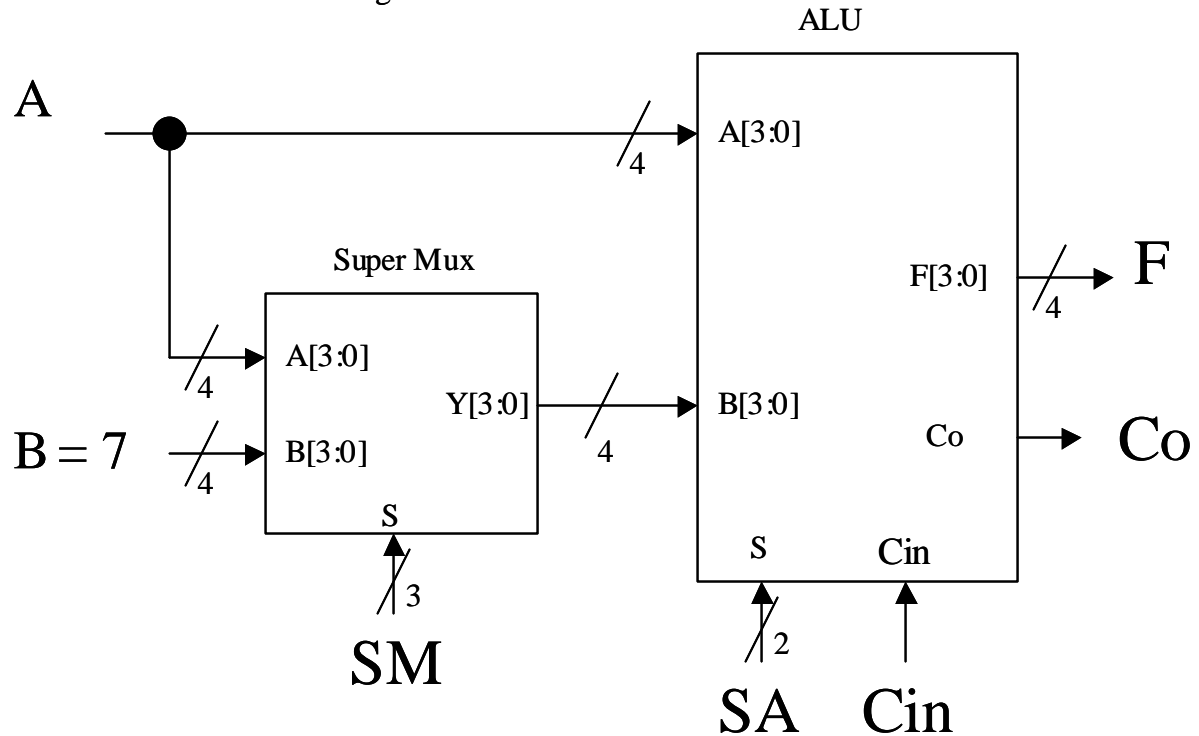 ALU
A
A[3:0]
4
Super Mux
F[3:0]
F
4
A[3:0]
4
Y[3:0]
B[3:0]
4
B = 7
B[3:0]
4
Co
Co
S
3
SM
S
Cin
2
SA
Cin